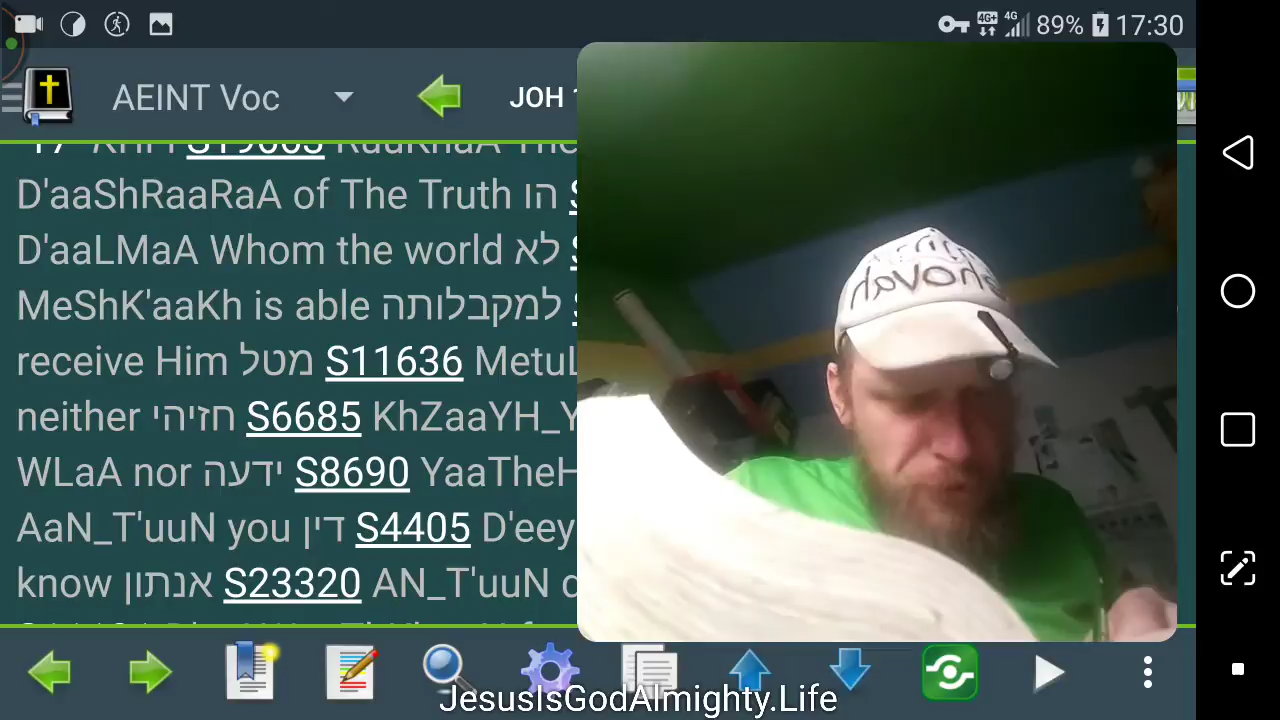 89% 17:30
AEINT Voc JOH
D'aaShRaaRaA of The Truth הו
D'aaLMaA Whom the world לא
MeShK'aaKh is able למקבלותה
receive Him מטל S11636 MetuL
neither חזיהי S6685 KhZaaYH_Y
WLaA nor ידעה S8690 YaaTheH
AaN_T'uuN you דין S4405 D'eey
know אנתון S23320 AN_T'uuN
JesusIsGodAlmighty.Life